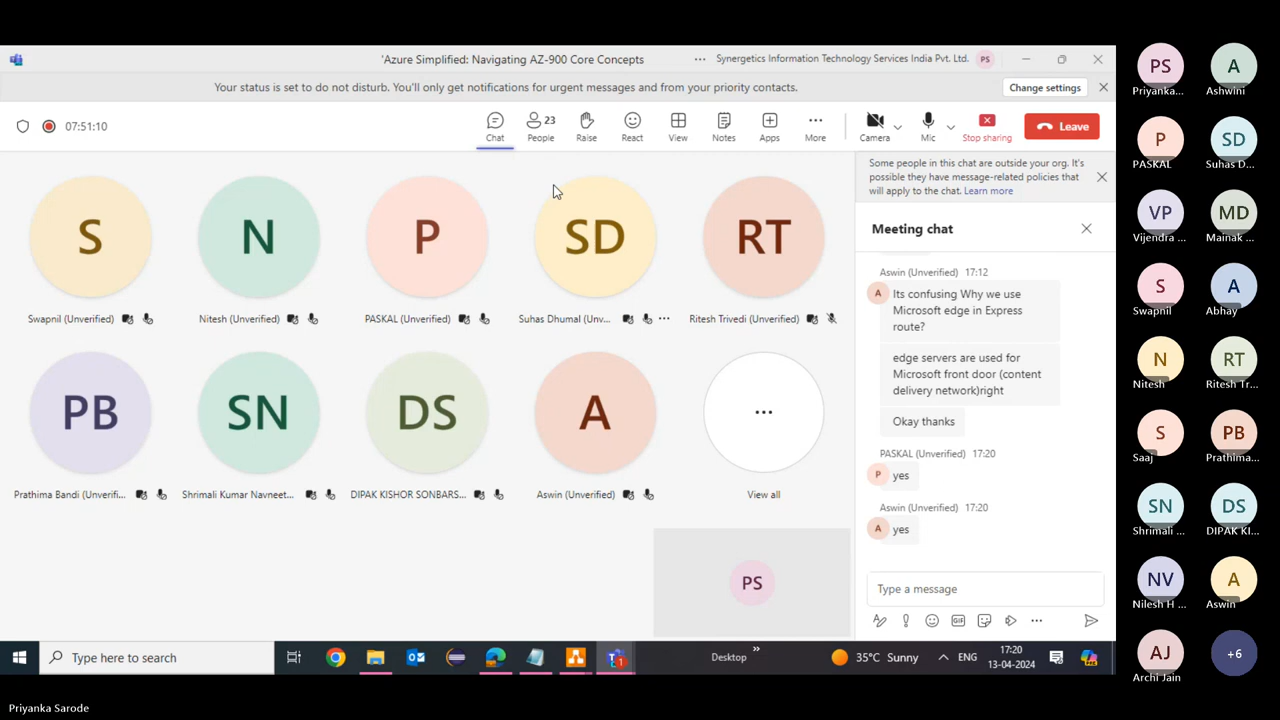 'Azure Simplified: Navigating AZ-900 Core Concepts
Synergetics Information Technology Services India Pvt. Ltd.
PS
Your status is set to do not disturb. You'll only get notifications for urgent messages and from your priority contacts.
Change settings
07:51:10
Chat
23
People
Raise
React
View
Notes
Apps
More
Camera
Mic
Stop sharing
Leave
S
Swapnil (Unverified)
N
Nitesh (Unverified)
P
PASKAL (Unverified)
SD
Suhas Dhumal (Unv...
RT
Ritesh Trivedi (Unverified)
PB
Prathima Bandi (Unverifi...
SN
Shrimali Kumar Navneet...
DS
DIPAK KISHOR SONBARS...
A
Aswin (Unverified)
...
View all
PS
Some people in this chat are outside your org. It's
possible they have message-related policies that
will apply to the chat. Learn more
Meeting chat
Aswin (Unverified) 17:12
A
Its confusing Why we use
Microsoft edge in Express
route?
edge servers are used for
Microsoft front door (content
delivery network)right
Okay thanks
PASKAL (Unverified) 17:20
P
yes
Aswin (Unverified) 17:20
A
yes
Type a message
GIF
Type here to search
1
Desktop
35°C Sunny
ENG
17:20
13-04-2024
PS
Priyanka...
A
Ashwini
P
PASKAL
SD
Suhas D...
VP
Vijendra ...
MD
Mainak ...
S
Swapnil
A
Abhay
N
Nitesh
RT
Ritesh Tr...
S
Saaj
PB
Prathima...
SN
Shrimali ...
DS
DIPAK KI...
NV
Nilesh H ...
A
Aswin
AJ
Archi Jain
+6
Priyanka Sarode